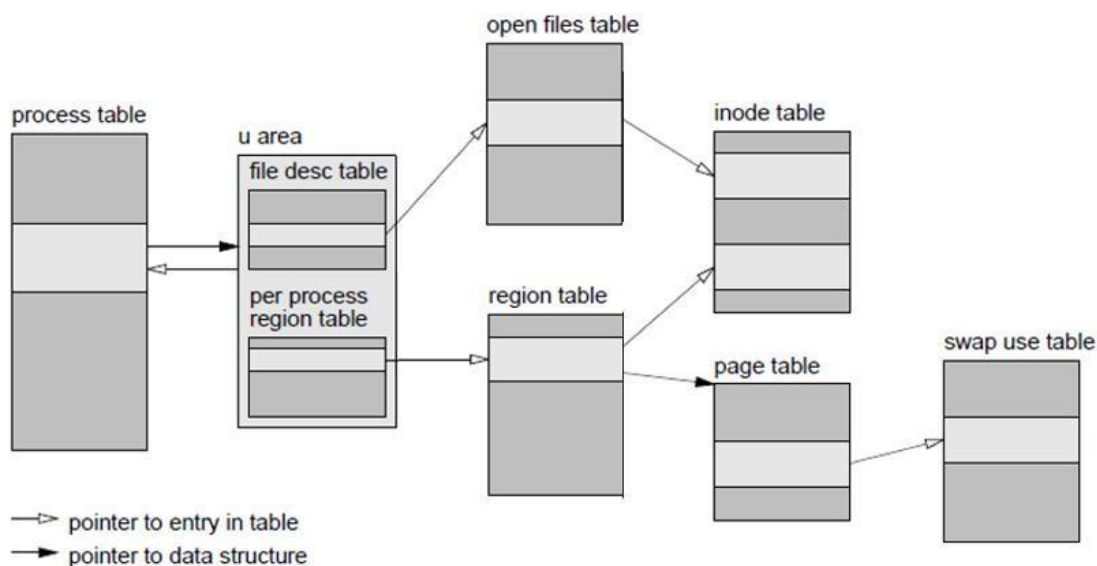 open files table
process table
inode table
u area
file desc table
per process
region table
region table
swap use table
page table
pointer to entry in table
pointer to data structure